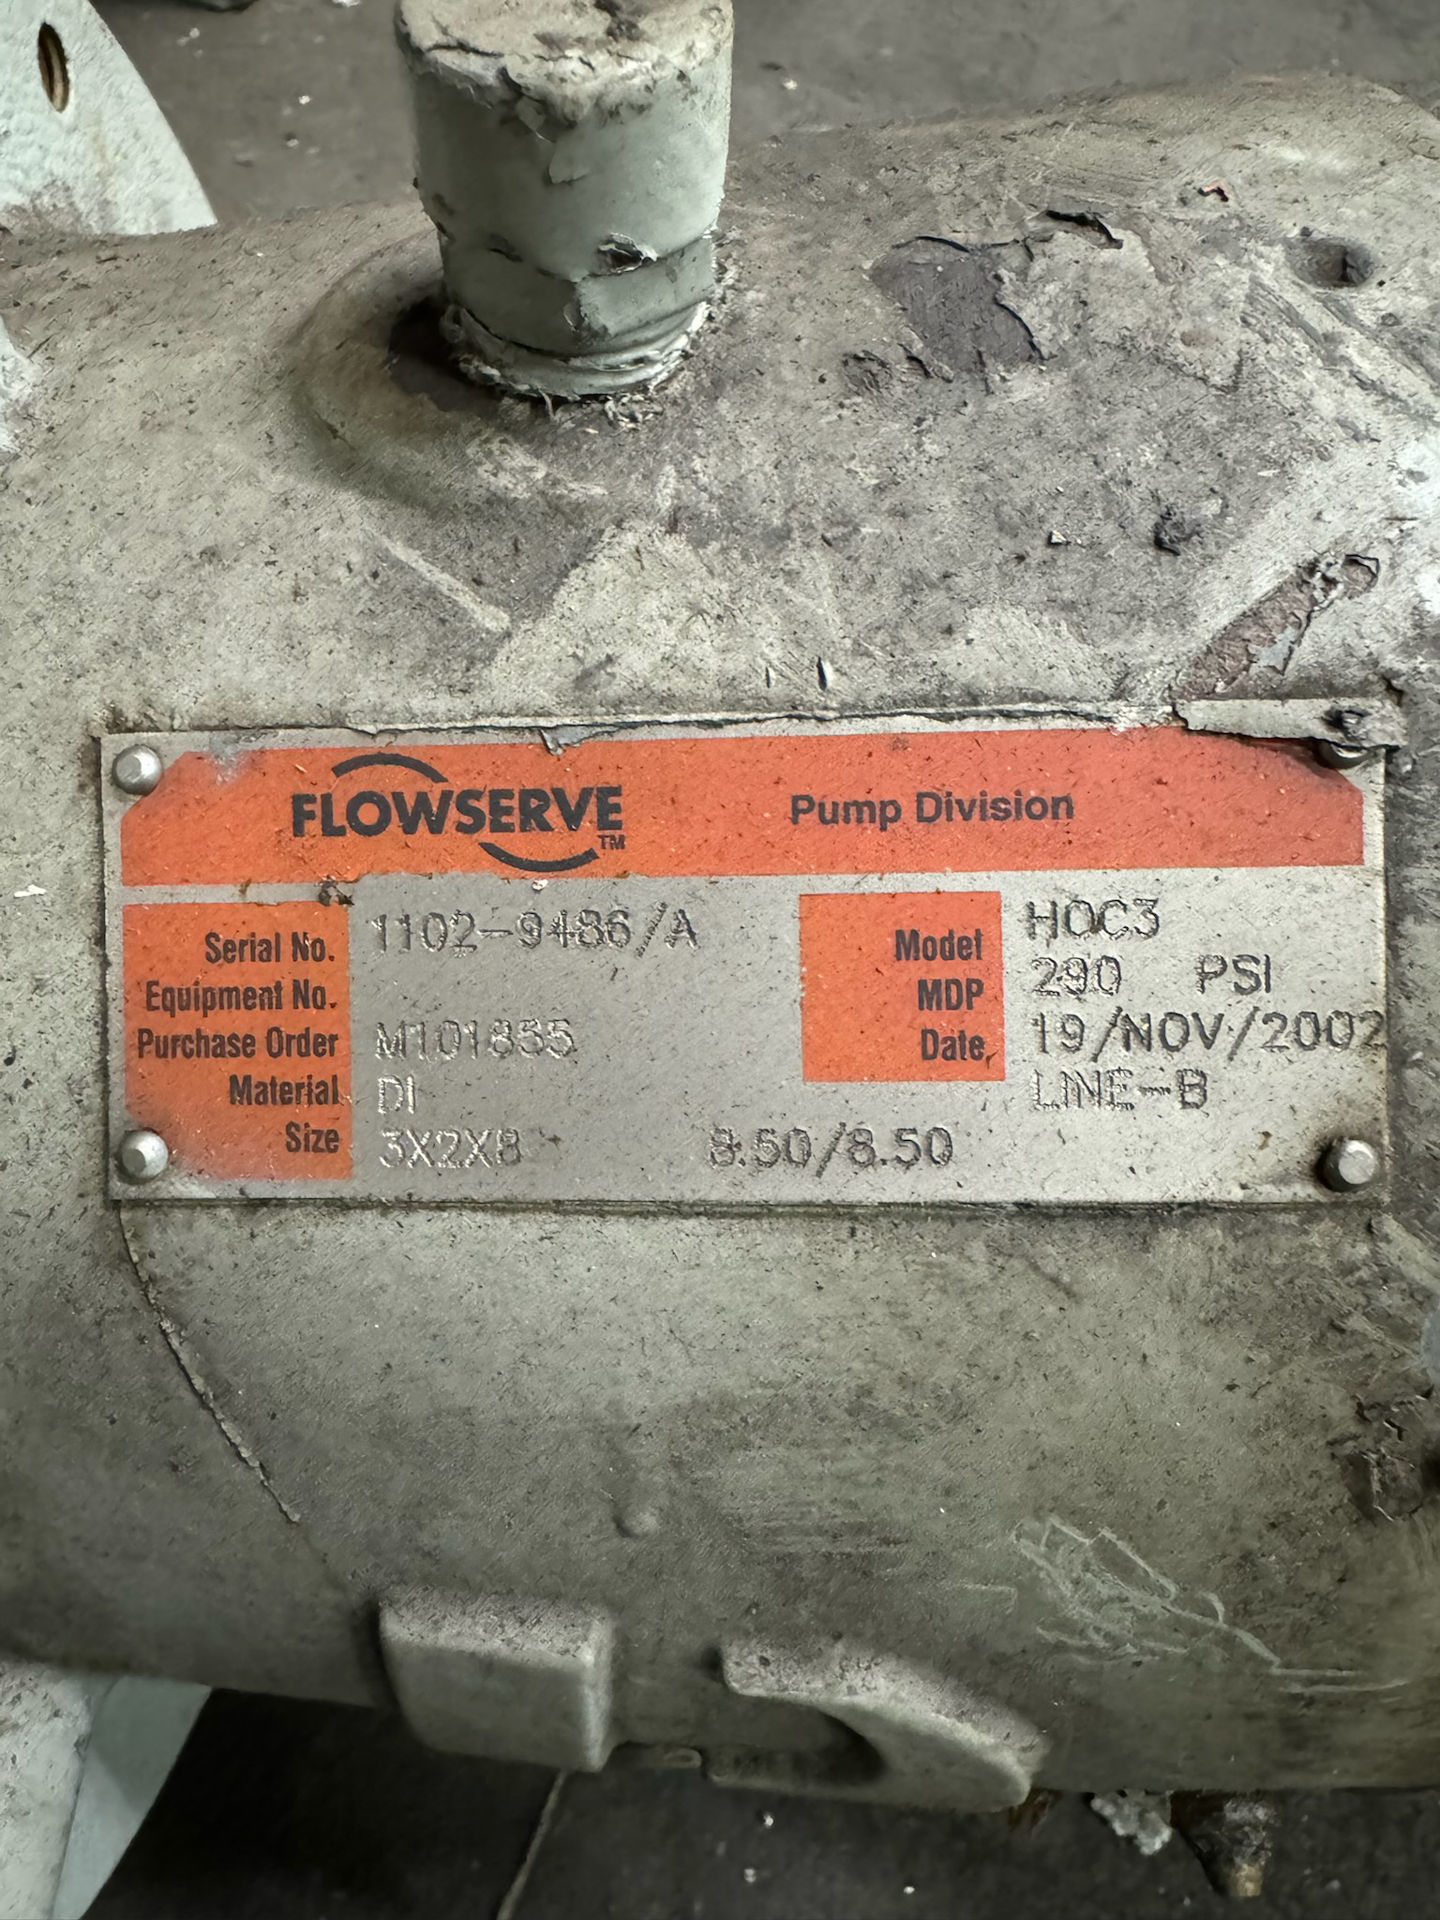 FLOWSERVE TM
Pump Division
Serial No. 1102-9486/A
Equipment No.
Purchase Order M101855
Material DI
Size 3X2X8 8.50/8.50
Model HOC3
MDP 290 PSI
Date 19/NOV/2002
LINE-B